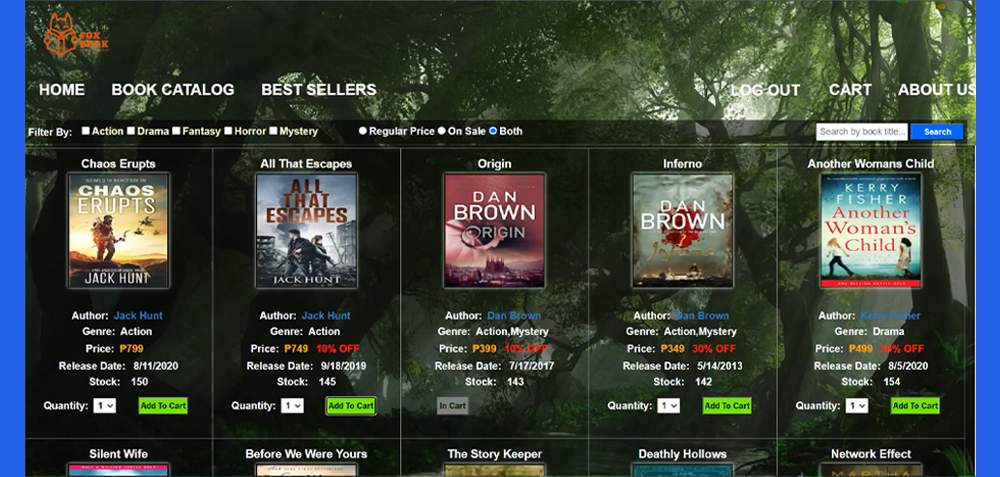 FOX
BOOK
HOME BOOK CATALOG BEST SELLERS LOG OUT CART ABOUT US
Filter By: Action Drama Fantasy Horror Mystery Regular Price On Sale Both Search by book title... Search
Chaos Erupts All That Escapes Origin Inferno Another Womans Child
CHAOS
ERUPTS
JACK HUNT
ALL
THAT
ESCAPES
JACK HUNT
DAN
BROWN
ORIGIN
DAN
BROWN
KERRY
FISHER
Another
Woman's
Child
Author: Jack Hunt Author: Jack Hunt Author: Dan Brown Author: Dan Brown Author: Kerry Fisher
Genre: Action Genre: Action Genre: Action,Mystery Genre: Action,Mystery Genre: Drama
Price: ₱799 Price: ₱749 10% OFF Price: ₱399 10% OFF Price: ₱349 30% OFF Price: ₱499 OFF
Release Date: 8/11/2020 Release Date: 9/18/2019 Release Date: 7/17/2017 Release Date: 5/14/2013 Release Date: 8/5/2020
Stock: 150 Stock: 145 Stock: 143 Stock: 142 Stock: 154
Quantity: 1 Add To Cart Quantity: 1 Add To Cart In Cart Quantity: 1 Add To Cart Quantity: 1 Add To Cart
Silent Wife Before We Were Yours The Story Keeper Deathly Hollows Network Effect
MARTHA